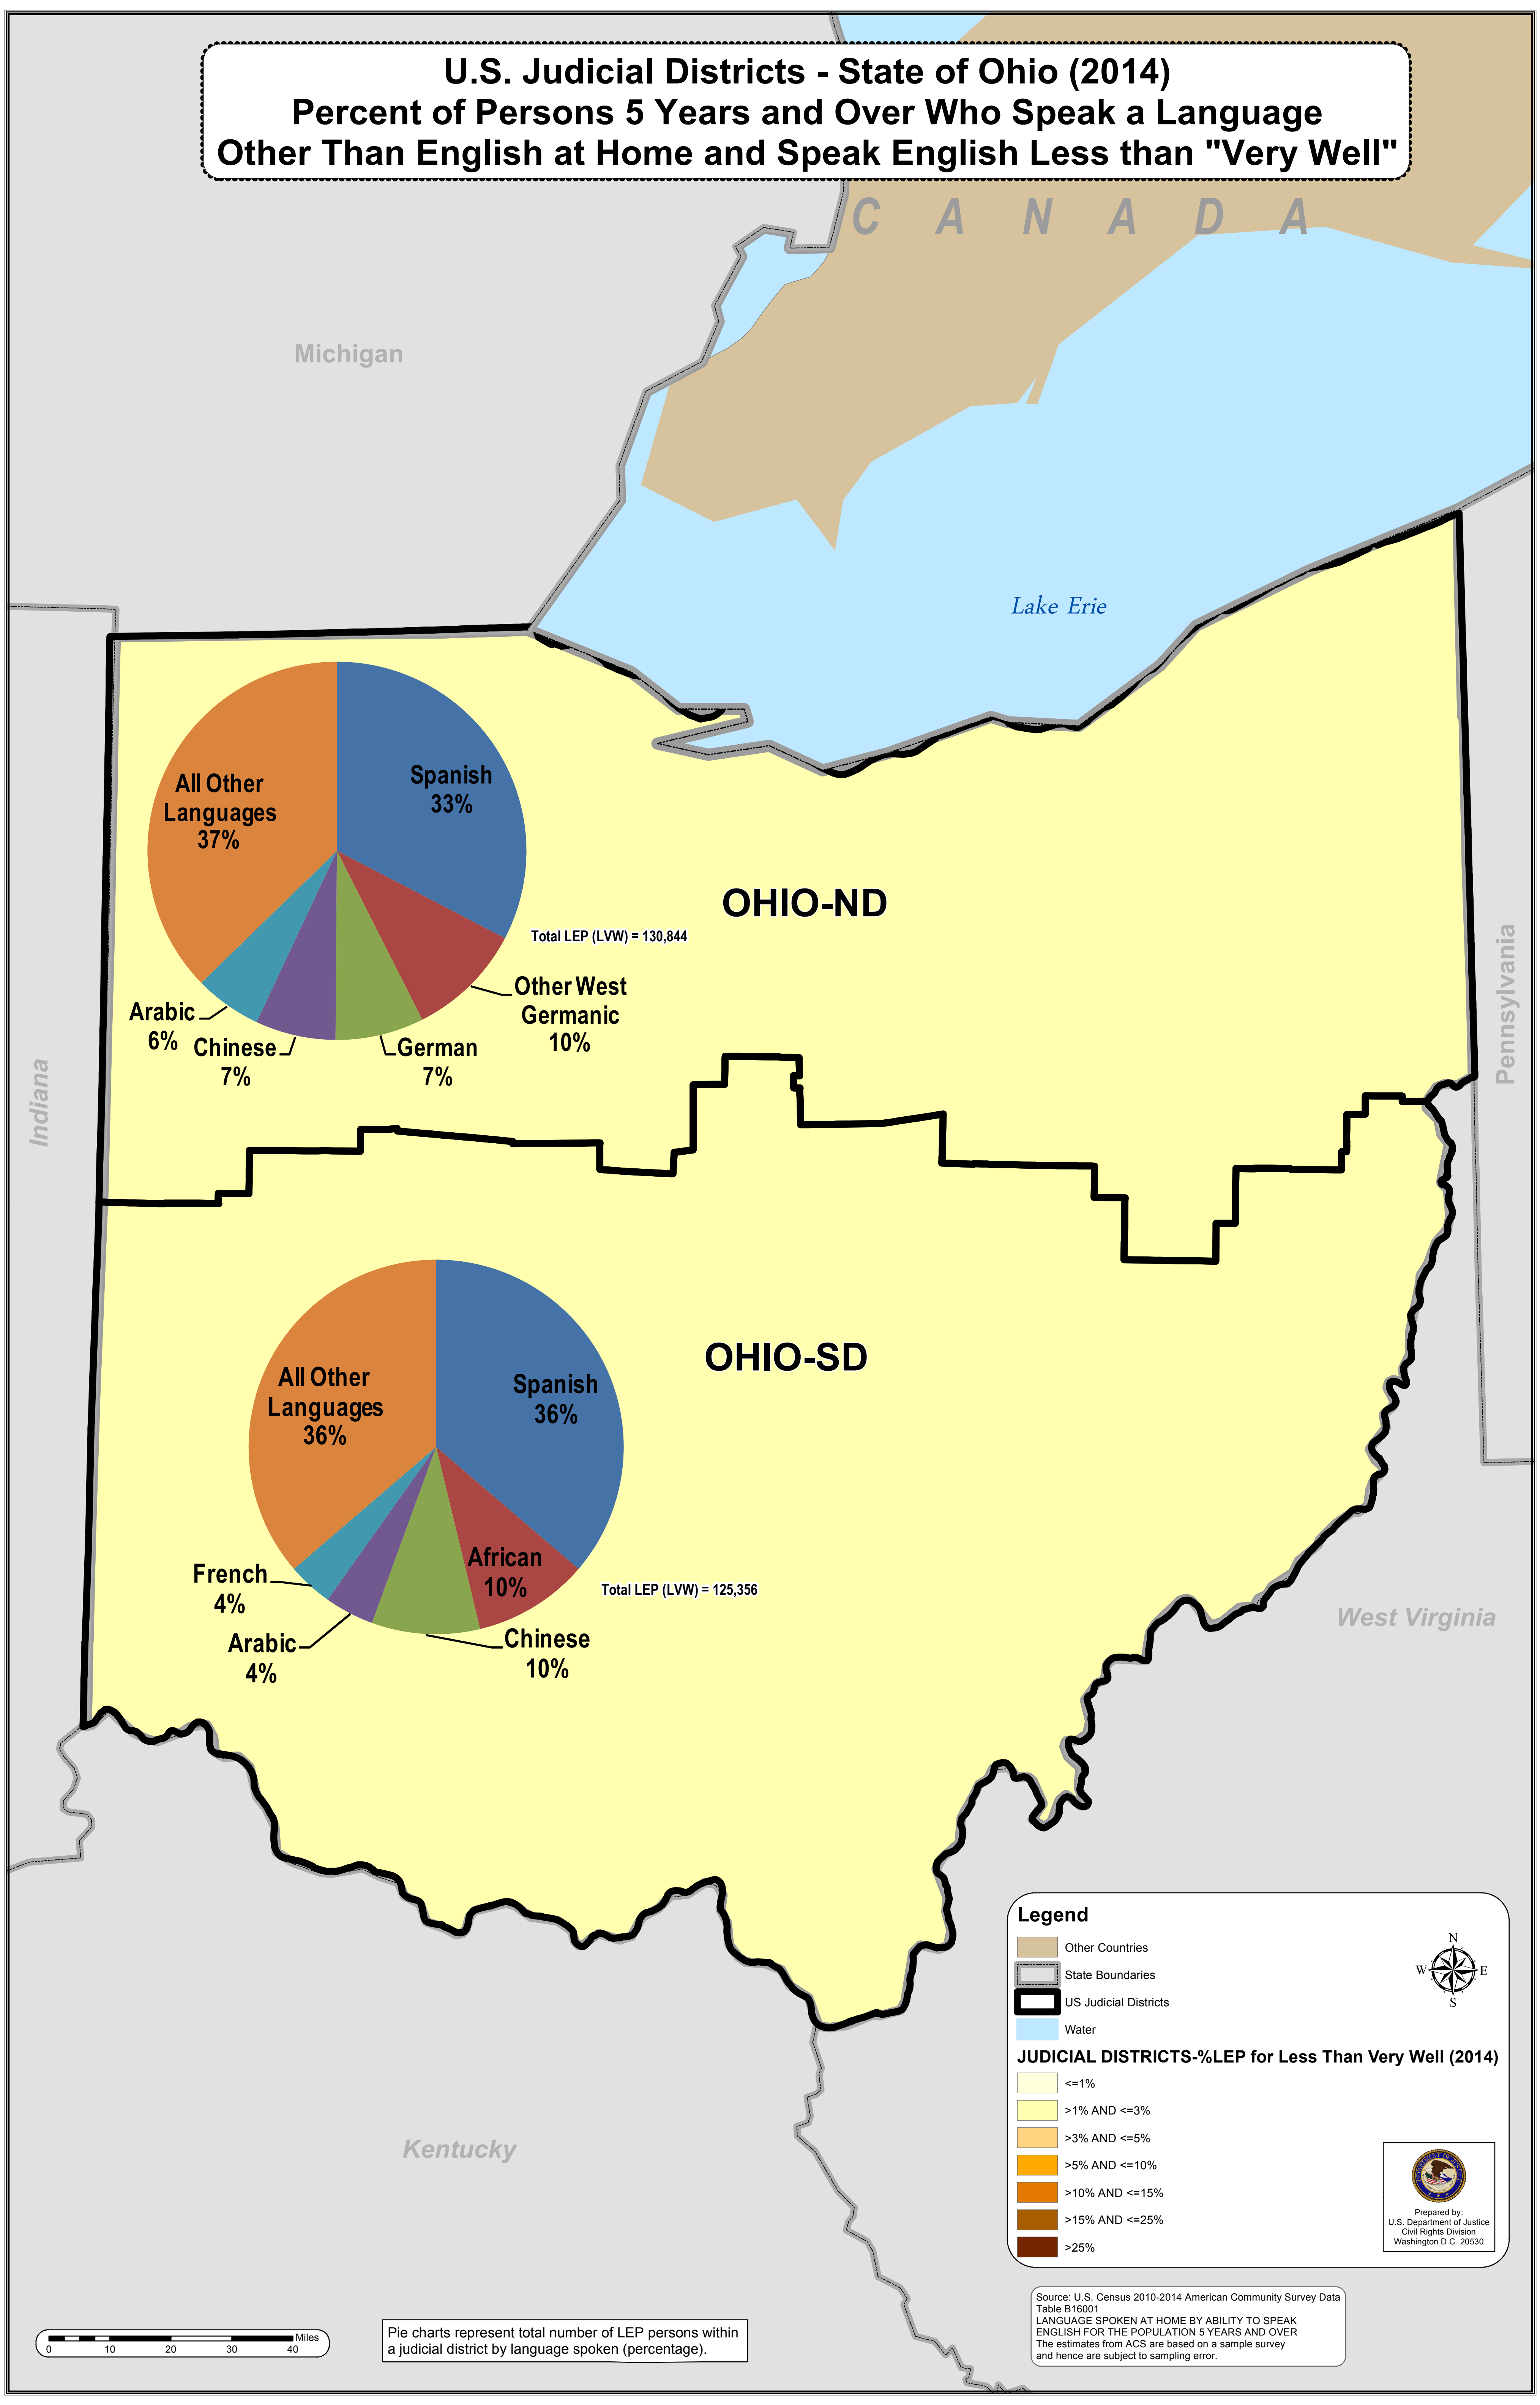 U.S. Judicial Districts - State of Ohio (2014)
Percent of Persons 5 Years and Over Who Speak a Language
Other Than English at Home and Speak English Less than "Very Well"
C A N A D A
Michigan
Lake Erie
All Other
Languages
37%
Spanish
33%
OHIO-ND
Total LEP (LVW) = 130,844
Other West
Germanic
10%
Arabic
6%
Chinese
7%
German
7%
Pennsylvania
Indiana
OHIO-SD
All Other
Languages
36%
Spanish
36%
African
10%
Total LEP (LVW) = 125,356
French
4%
Arabic
4%
Chinese
10%
West Virginia
Kentucky
Legend
Other Countries
State Boundaries
US Judicial Districts
Water
N
W
E
S
JUDICIAL DISTRICTS-%LEP for Less Than Very Well (2014)
<=1%
>1% AND <=3%
>3% AND <=5%
>5% AND <=10%
>10% AND <=15%
>15% AND <=25%
>25%
Prepared by:
U.S. Department of Justice
Civil Rights Division
Washington D.C. 20530
Source: U.S. Census 2010-2014 American Community Survey Data
Table B16001
LANGUAGE SPOKEN AT HOME BY ABILITY TO SPEAK
ENGLISH FOR THE POPULATION 5 YEARS AND OVER
The estimates from ACS are based on a sample survey
and hence are subject to sampling error.
Miles
0 10 20 30 40
Pie charts represent total number of LEP persons within
a judicial district by language spoken (percentage).